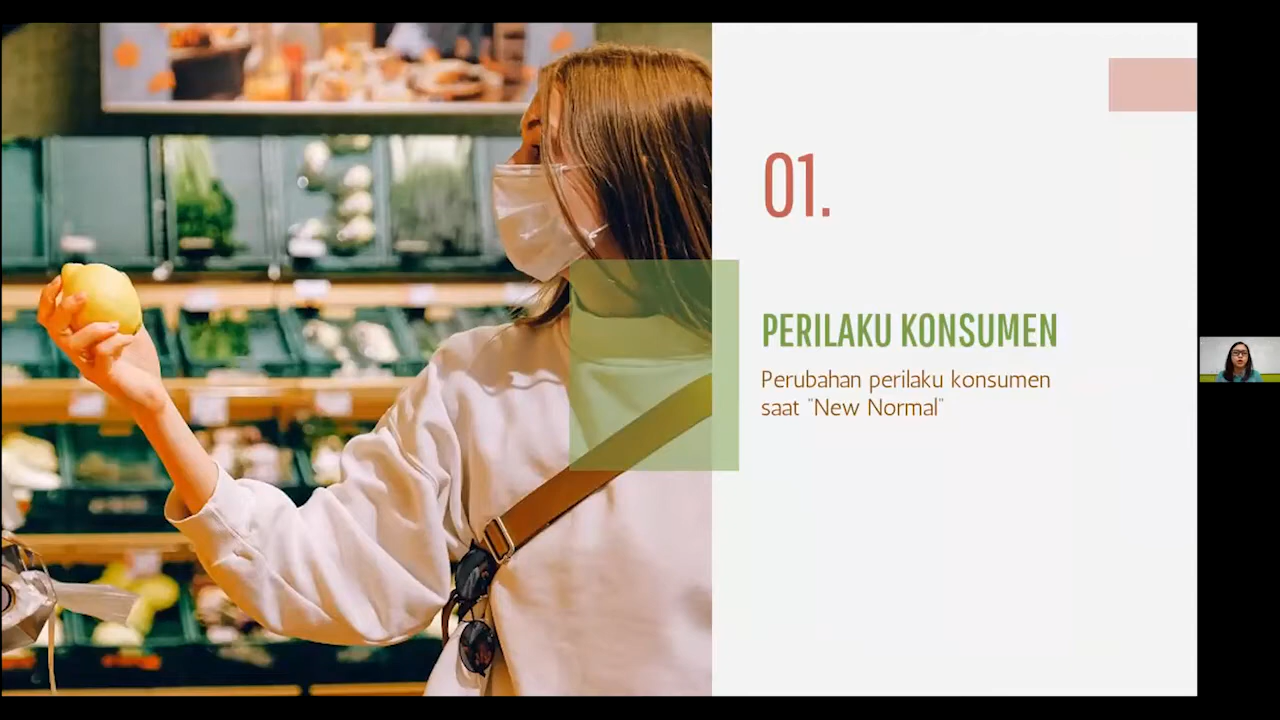 01.
PERILAKU KONSUMEN
Perubahan perilaku konsumen
saat "New Normal"